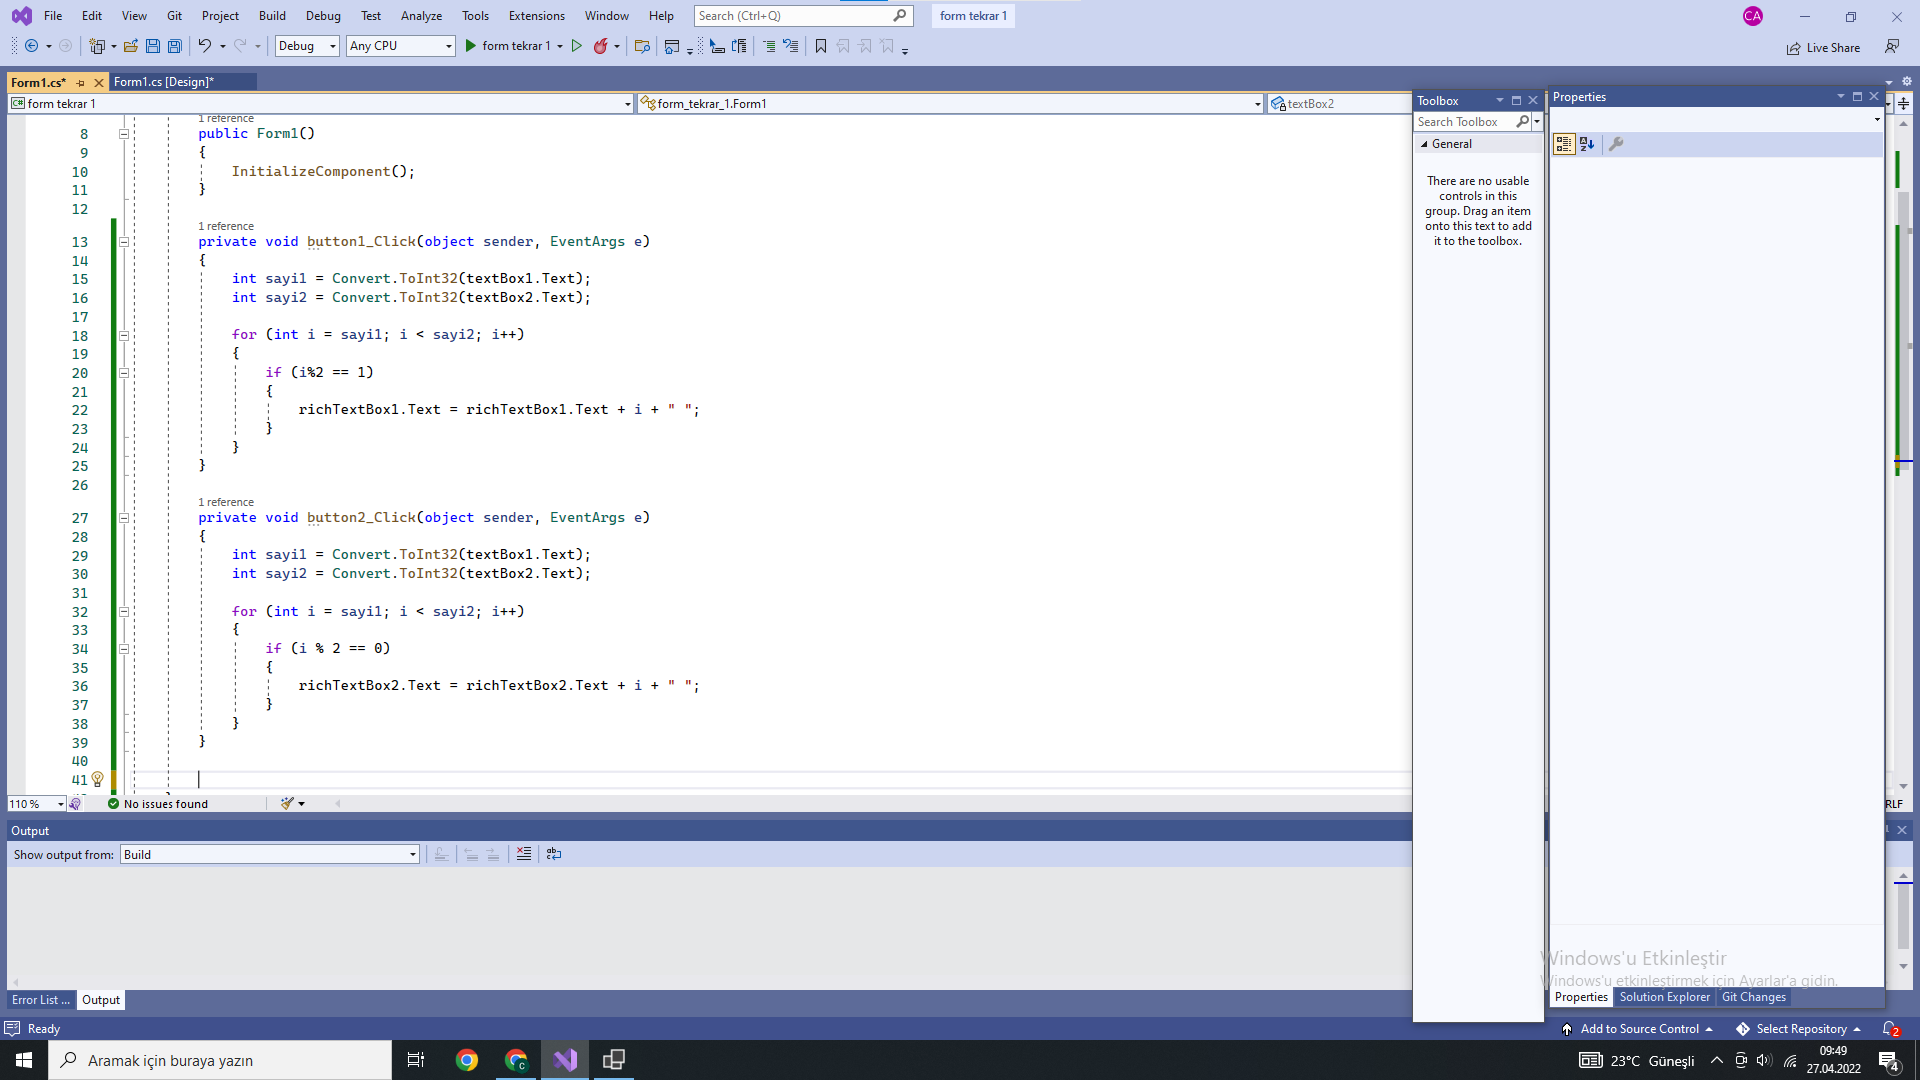 File Edit View Git Project Build Debug Test Analyze Tools Extensions Window Help Search (Ctrl+Q) form tekrar 1 CA
Debug Any CPU form tekrar 1 Live Share
Form1.cs* Form1.cs [Design]*
C# form tekrar 1 form_tekrar_1.Form1 textBox2
1 reference
8 public Form1()
9 {
10 InitializeComponent();
11 }
12
1 reference
13 private void button1_Click(object sender, EventArgs e)
14 {
15 int sayi1 = Convert.ToInt32(textBox1.Text);
16 int sayi2 = Convert.ToInt32(textBox2.Text);
17
18 for (int i = sayi1; i < sayi2; i++)
19 {
20 if (i%2 == 1)
21 {
22 richTextBox1.Text = richTextBox1.Text + i + " ";
23 }
24 }
25 }
26
1 reference
27 private void button2_Click(object sender, EventArgs e)
28 {
29 int sayi1 = Convert.ToInt32(textBox1.Text);
30 int sayi2 = Convert.ToInt32(textBox2.Text);
31
32 for (int i = sayi1; i < sayi2; i++)
33 {
34 if (i % 2 == 0)
35 {
36 richTextBox2.Text = richTextBox2.Text + i + " ";
37 }
38 }
39 }
40
41
110 % No issues found RLF
Toolbox
Search Toolbox
General
There are no usable
controls in this
group. Drag an item
onto this text to add
it to the toolbox.
Properties
Output
Show output from: Build
Windows'u Etkinleştir
Windows'u etkinleştirmek için Ayarlar'a gidin.
Error List ... Output
Properties Solution Explorer Git Changes
Ready Add to Source Control Select Repository 2
Aramak için buraya yazın 23°C Güneşli 09:49
27.04.2022 4